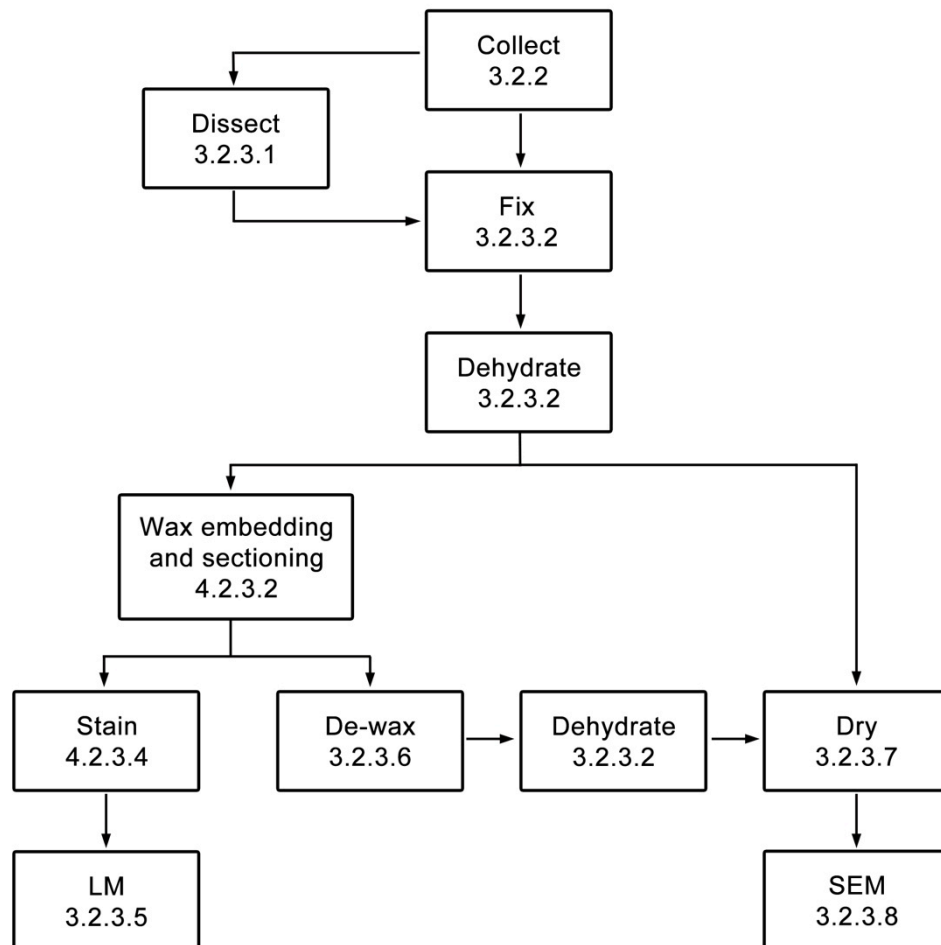 Collect
3.2.2
Dissect
3.2.3.1
Fix
3.2.3.2
Dehydrate
3.2.3.2
Wax embedding
and sectioning
4.2.3.2
Stain
4.2.3.4
De-wax
3.2.3.6
Dehydrate
3.2.3.2
Dry
3.2.3.7
LM
3.2.3.5
SEM
3.2.3.8